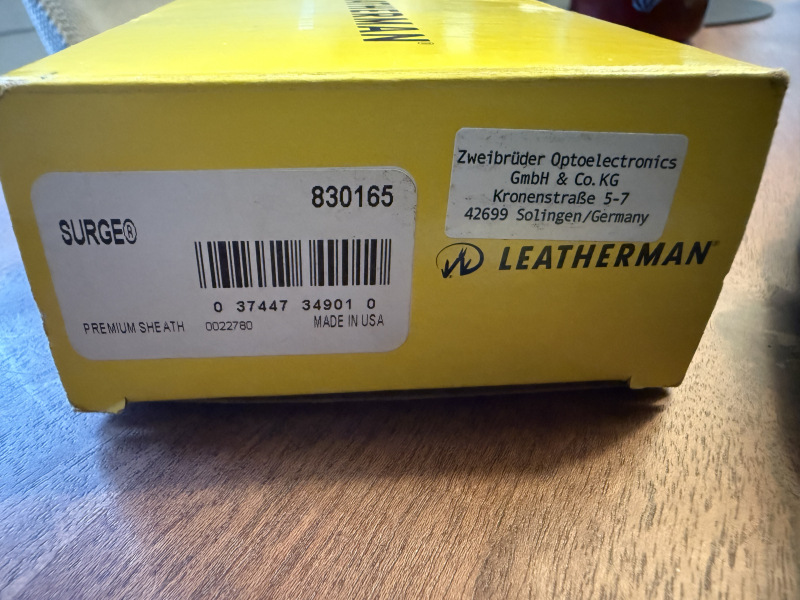 LEATHERMAN
830165
SURGE®
0 37447 34901 0
PREMIUM SHEATH 0022780 MADE IN USA
Zweibrüder Optoelectronics
GmbH & Co.KG
Kronenstraße 5-7
42699 Solingen/Germany
LEATHERMAN®